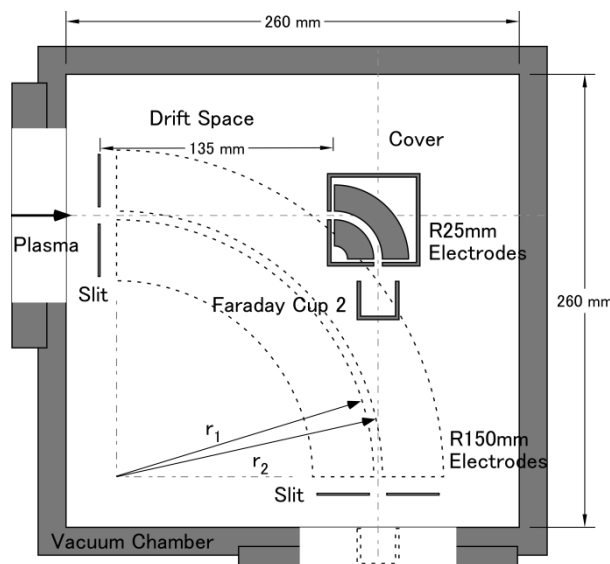 260 mm
Drift Space
135 mm
Cover
Plasma
R25mm
Electrodes
260 mm
Slit
Faraday Cup 2
r1
r2
R150mm
Electrodes
Slit
Vacuum Chamber